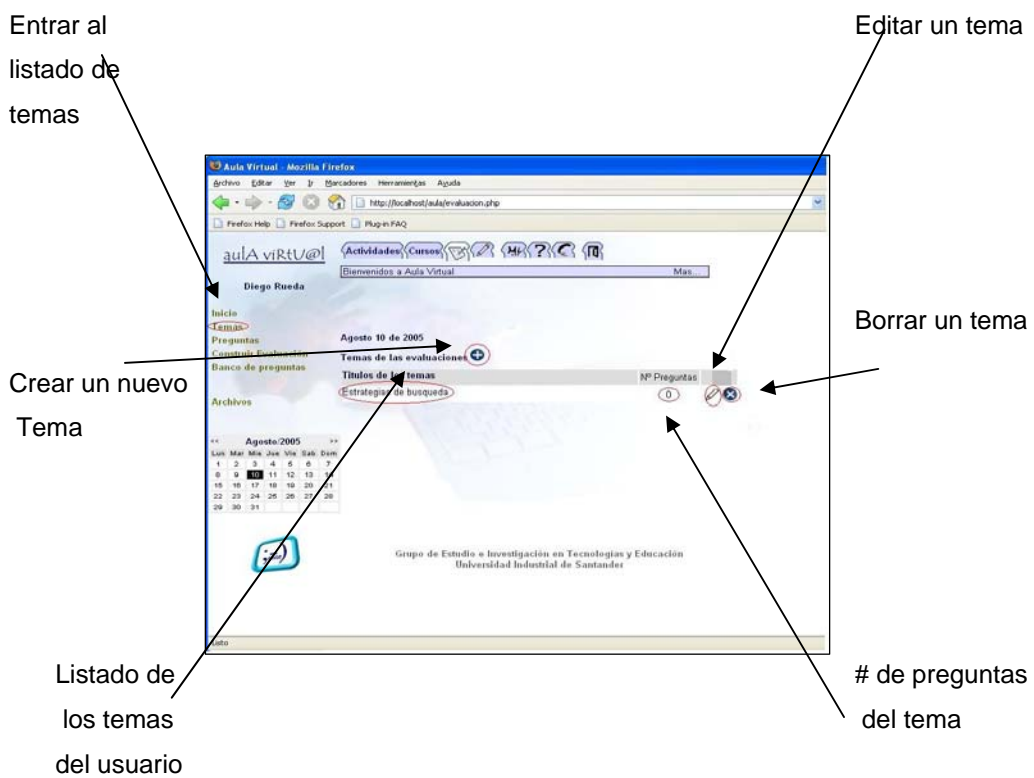 Entrar al
listado de
temas
Editar un tema
Aula Virtual - Mozilla Firefox
Archivo Editar Ver Ir Marcadores Herramientas Ayuda
http://localhost/aula/evaluacion.php
Firefox Help Firefox Support Plug-in FAQ
aulA viRtU@l
Actividades Cursos ?
Bienvenidos a Aula Virtual Mas...
Diego Rueda
Inicio
Temas
Preguntas
Construir Evaluación
Banco de preguntas
Archivos
Agosto 10 de 2005
Temas de las evaluaciones
Titulos de los temas Nº Preguntas
Estrategias de busqueda 0
Borrar un tema
Crear un nuevo
Tema
<< Agosto/2005 >>
Lun Mar Mie Jue Vie Sab Dom
1 2 3 4 5 6 7
8 9 10 11 12 13 14
15 16 17 18 19 20 21
22 23 24 25 26 27 28
29 30 31
Grupo de Estudio e Investigación en Tecnologías y Educación
Universidad Industrial de Santander
Listo
Listado de
los temas
del usuario
# de preguntas
del tema